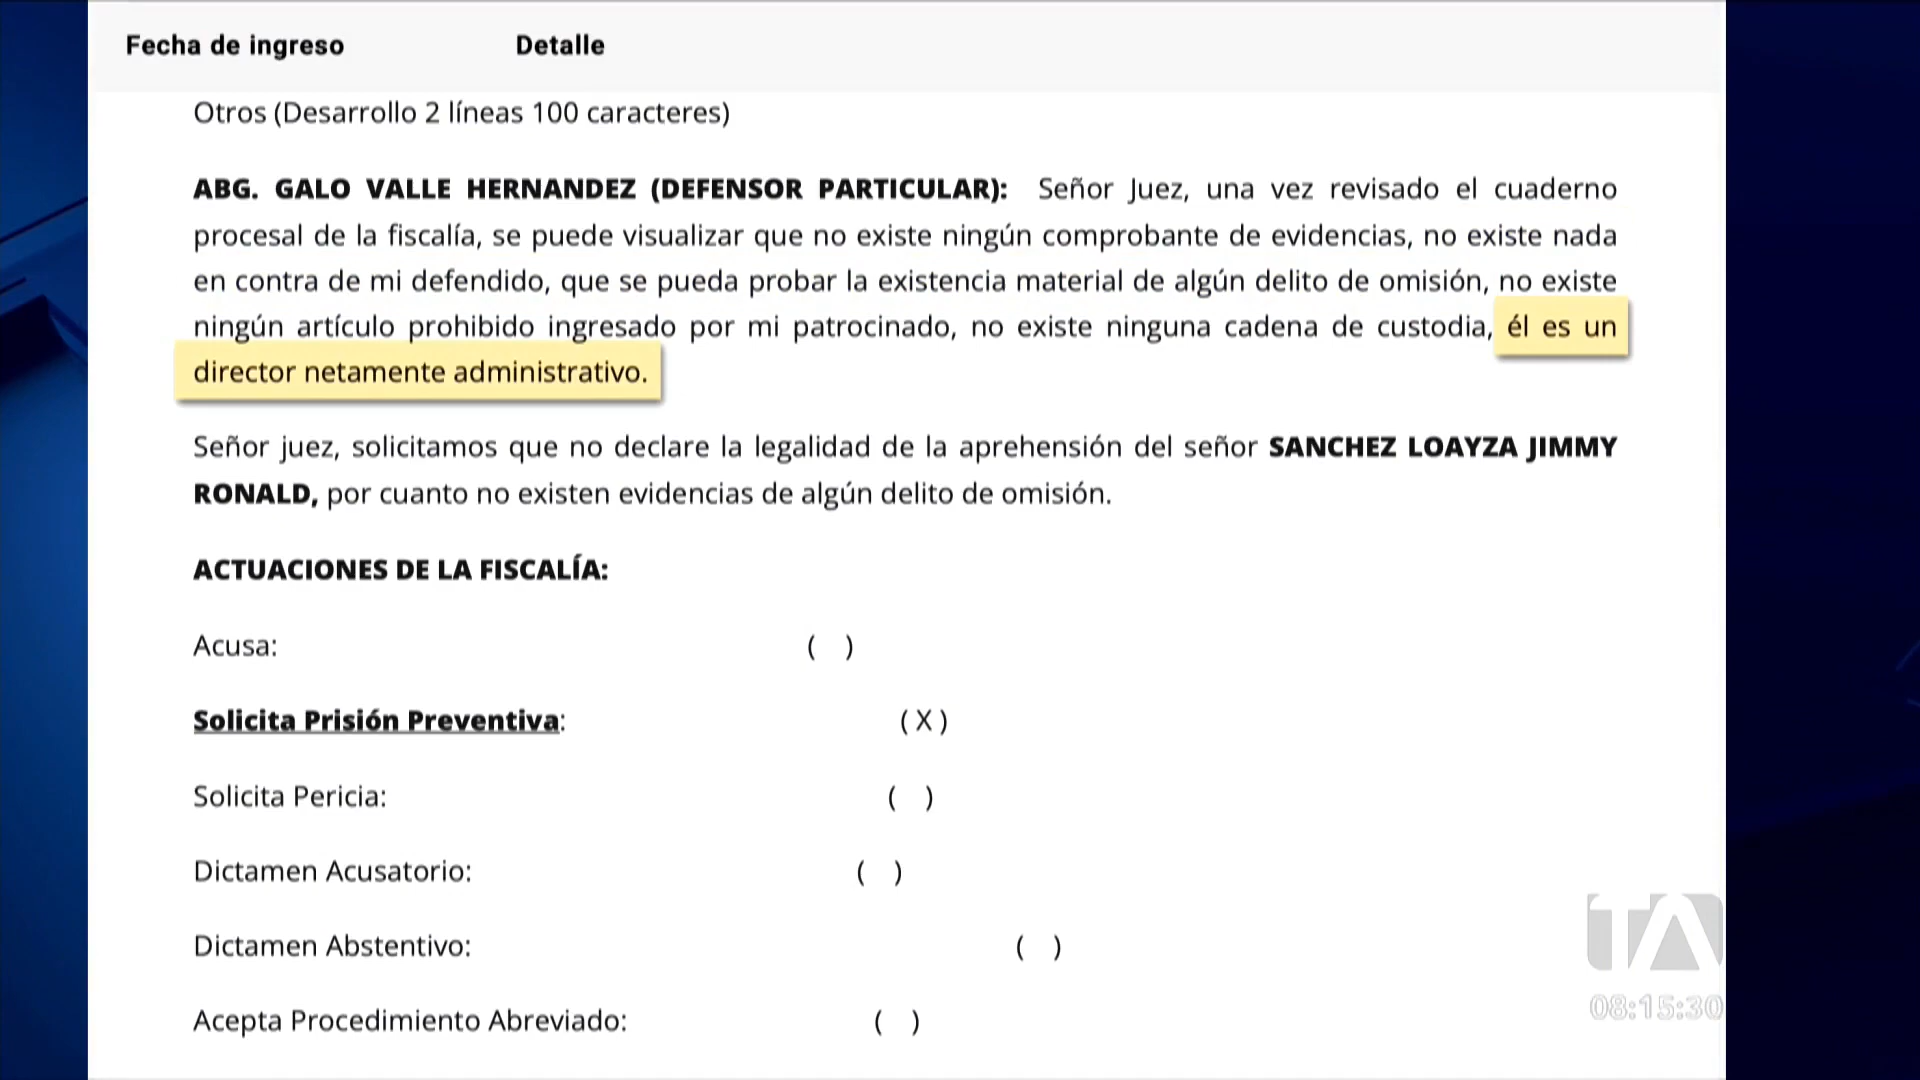 Fecha de ingreso Detalle
Otros (Desarrollo 2 líneas 100 caracteres)
ABG. GALO VALLE HERNANDEZ (DEFENSOR PARTICULAR): Señor Juez, una vez revisado el cuaderno
procesal de la fiscalía, se puede visualizar que no existe ningún comprobante de evidencias, no existe nada
en contra de mi defendido, que se pueda probar la existencia material de algún delito de omisión, no existe
ningún artículo prohibido ingresado por mi patrocinado, no existe ninguna cadena de custodia, él es un
director netamente administrativo.
Señor juez, solicitamos que no declare la legalidad de la aprehensión del señor SANCHEZ LOAYZA JIMMY
RONALD, por cuanto no existen evidencias de algún delito de omisión.
ACTUACIONES DE LA FISCALÍA:
Acusa: ( )
Solicita Prisión Preventiva: ( X )
Solicita Pericia: ( )
Dictamen Acusatorio: ( )
Dictamen Abstentivo: ( )
Acepta Procedimiento Abreviado: ( )
TA
08:15:30